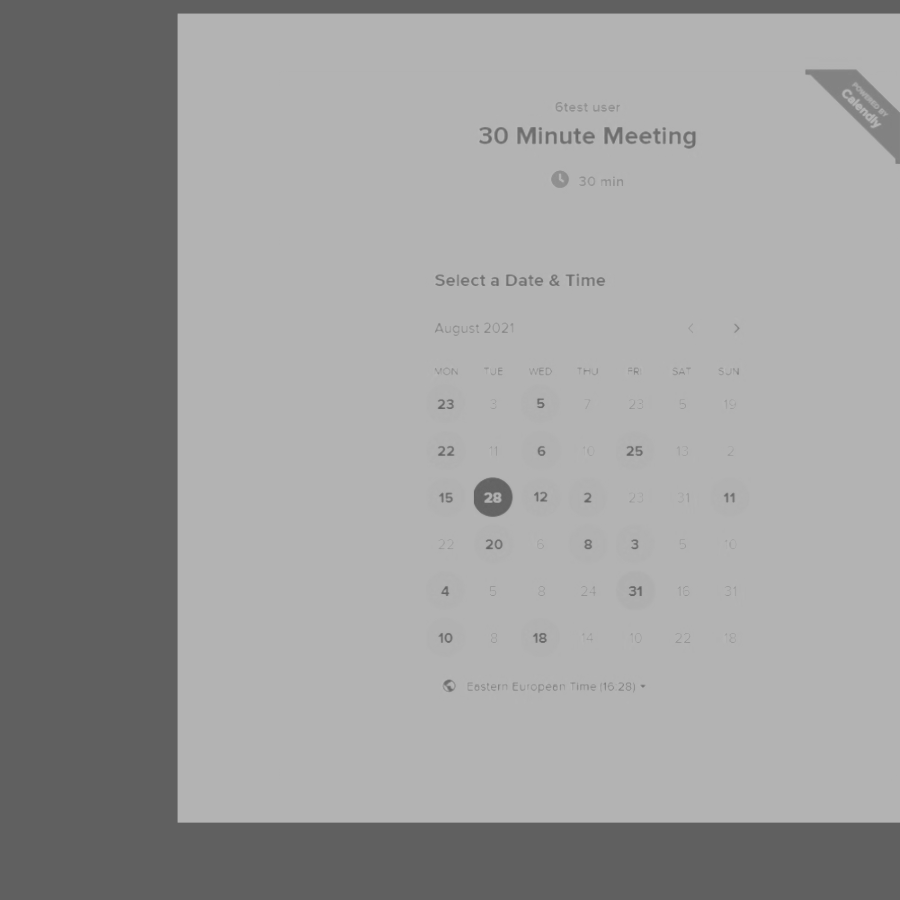 POWERED BY
Calendly
6test user
30 Minute Meeting
30 min
Select a Date & Time
August 2021
MON TUE WED THU FRI SAT SUN
23 3 5 7 23 5 19
22 11 6 10 25 13 2
15 28 12 2 23 31 11
22 20 6 8 3 5 10
4 5 8 24 31 16 31
10 8 18 14 10 22 18
Eastern European Time (16:28)